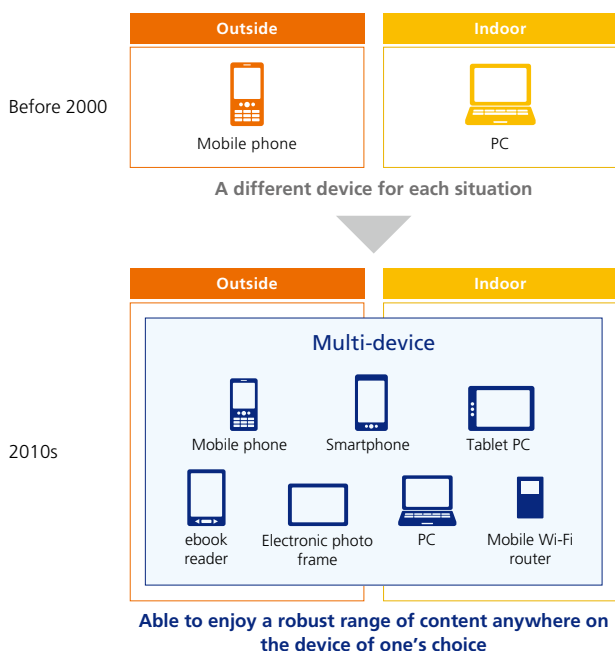 Outside
Indoor
Before 2000
Mobile phone
PC
A different device for each situation
Outside
Indoor
Multi-device
2010s
Mobile phone
Smartphone
Tablet PC
ebook
reader
Electronic photo
frame
PC
Mobile Wi-Fi
router
Able to enjoy a robust range of content anywhere on
the device of one's choice